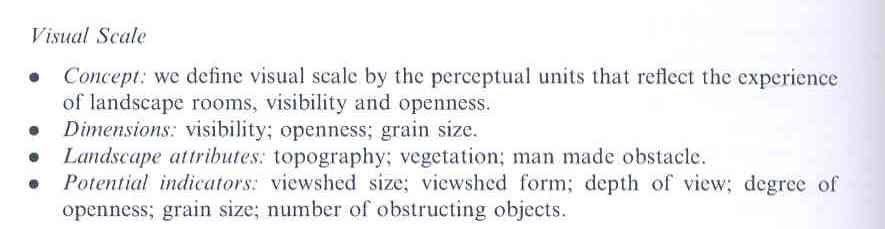 Visual Scale
• Concept: we define visual scale by the perceptual units that reflect the experience
of landscape rooms, visibility and openness.
• Dimensions: visibility; openness; grain size.
• Landscape attributes: topography; vegetation; man made obstacle.
• Potential indicators: viewshed size; viewshed form; depth of view; degree of
openness; grain size; number of obstructing objects.